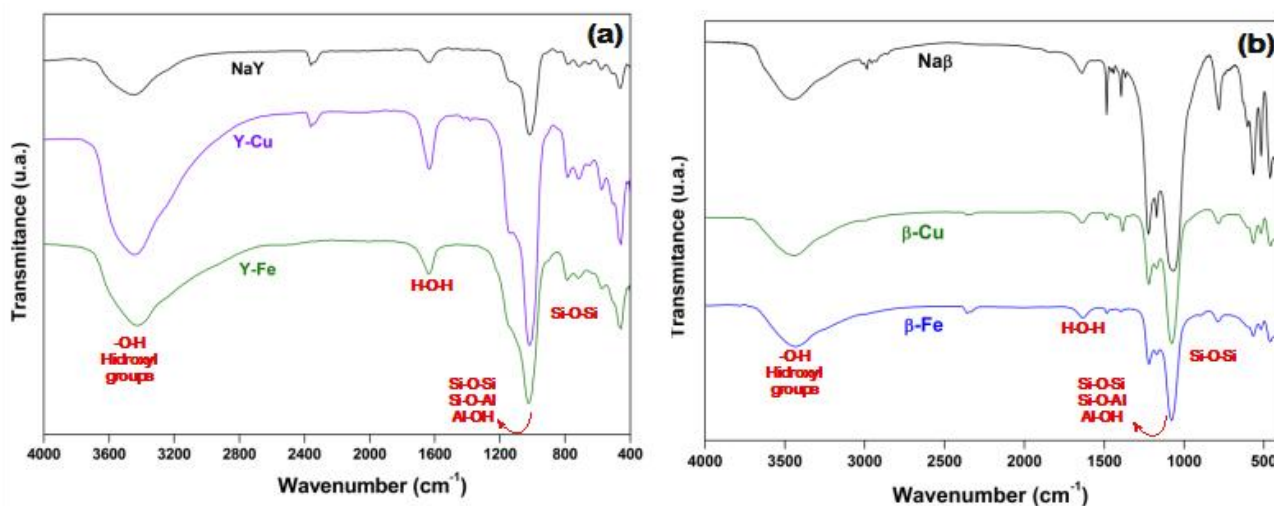 (a)
NaY
Y-Cu
Y-Fe
H-O-H
Si-O-Si
-O-H
Hidroxyl
groups
Si-O-Si
Si-O-Al
Al-OH
Transmitance (u.a.)
4000 3600 3200 2800 2400 2000 1600 1200 800 400
Wavenumber (cm⁻¹)
(b)
Naβ
β-Cu
β-Fe
H-O-H
-O-H
Hidroxyl
groups
Si-O-Si
Si-O-Si
Si-O-Al
Al-OH
Transmitance (u.a.)
4000 3500 3000 2500 2000 1500 1000 500
Wavenumber (cm⁻¹)